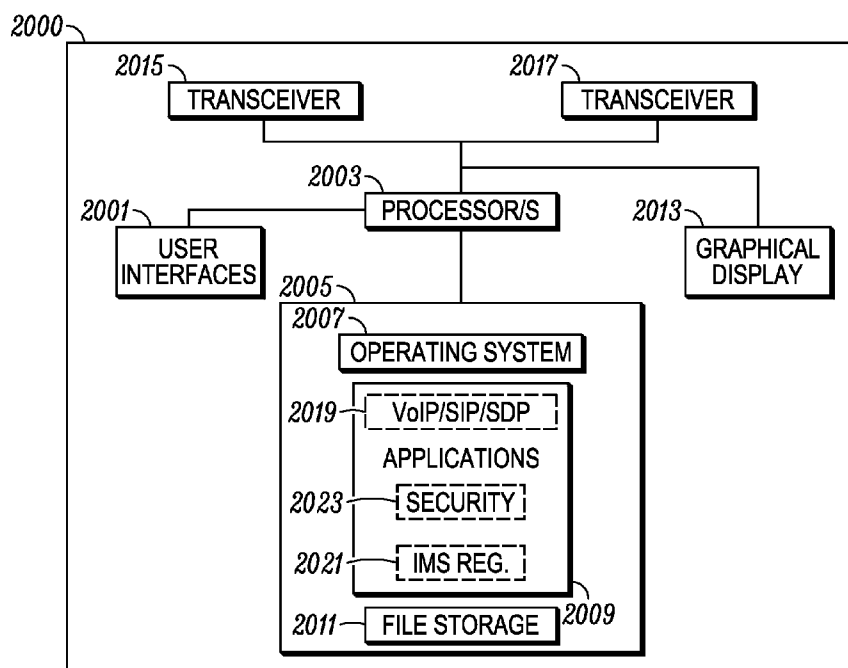 2000
2015
TRANSCEIVER
2017
TRANSCEIVER
2003
PROCESSOR/S
2001
USER
INTERFACES
2013
GRAPHICAL
DISPLAY
2005
2007
OPERATING SYSTEM
2019
VoIP/SIP/SDP
APPLICATIONS
2023
SECURITY
2021
IMS REG.
2009
2011
FILE STORAGE